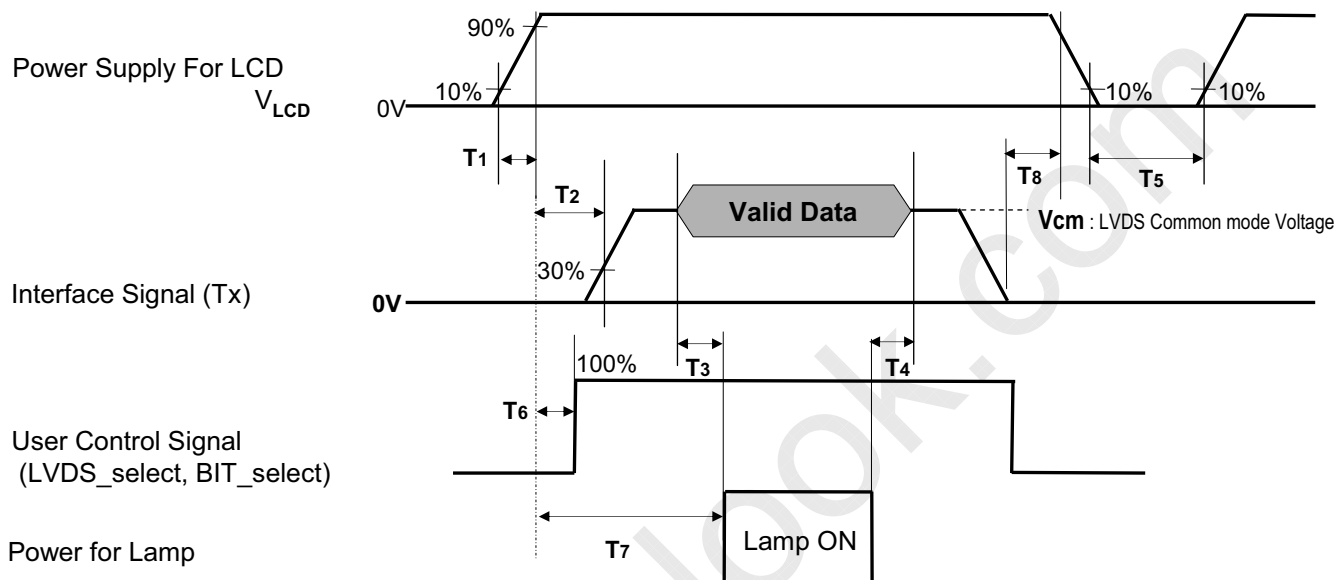 90%
Power Supply For LCD
VLCD
10%
0V
10%
10%
T1
T2
T8
T5
Valid Data
Vcm : LVDS Common mode Voltage
30%
Interface Signal (Tx)
0V
T3
T4
100%
T6
User Control Signal
(LVDS_select, BIT_select)
T7
Lamp ON
Power for Lamp
look.com